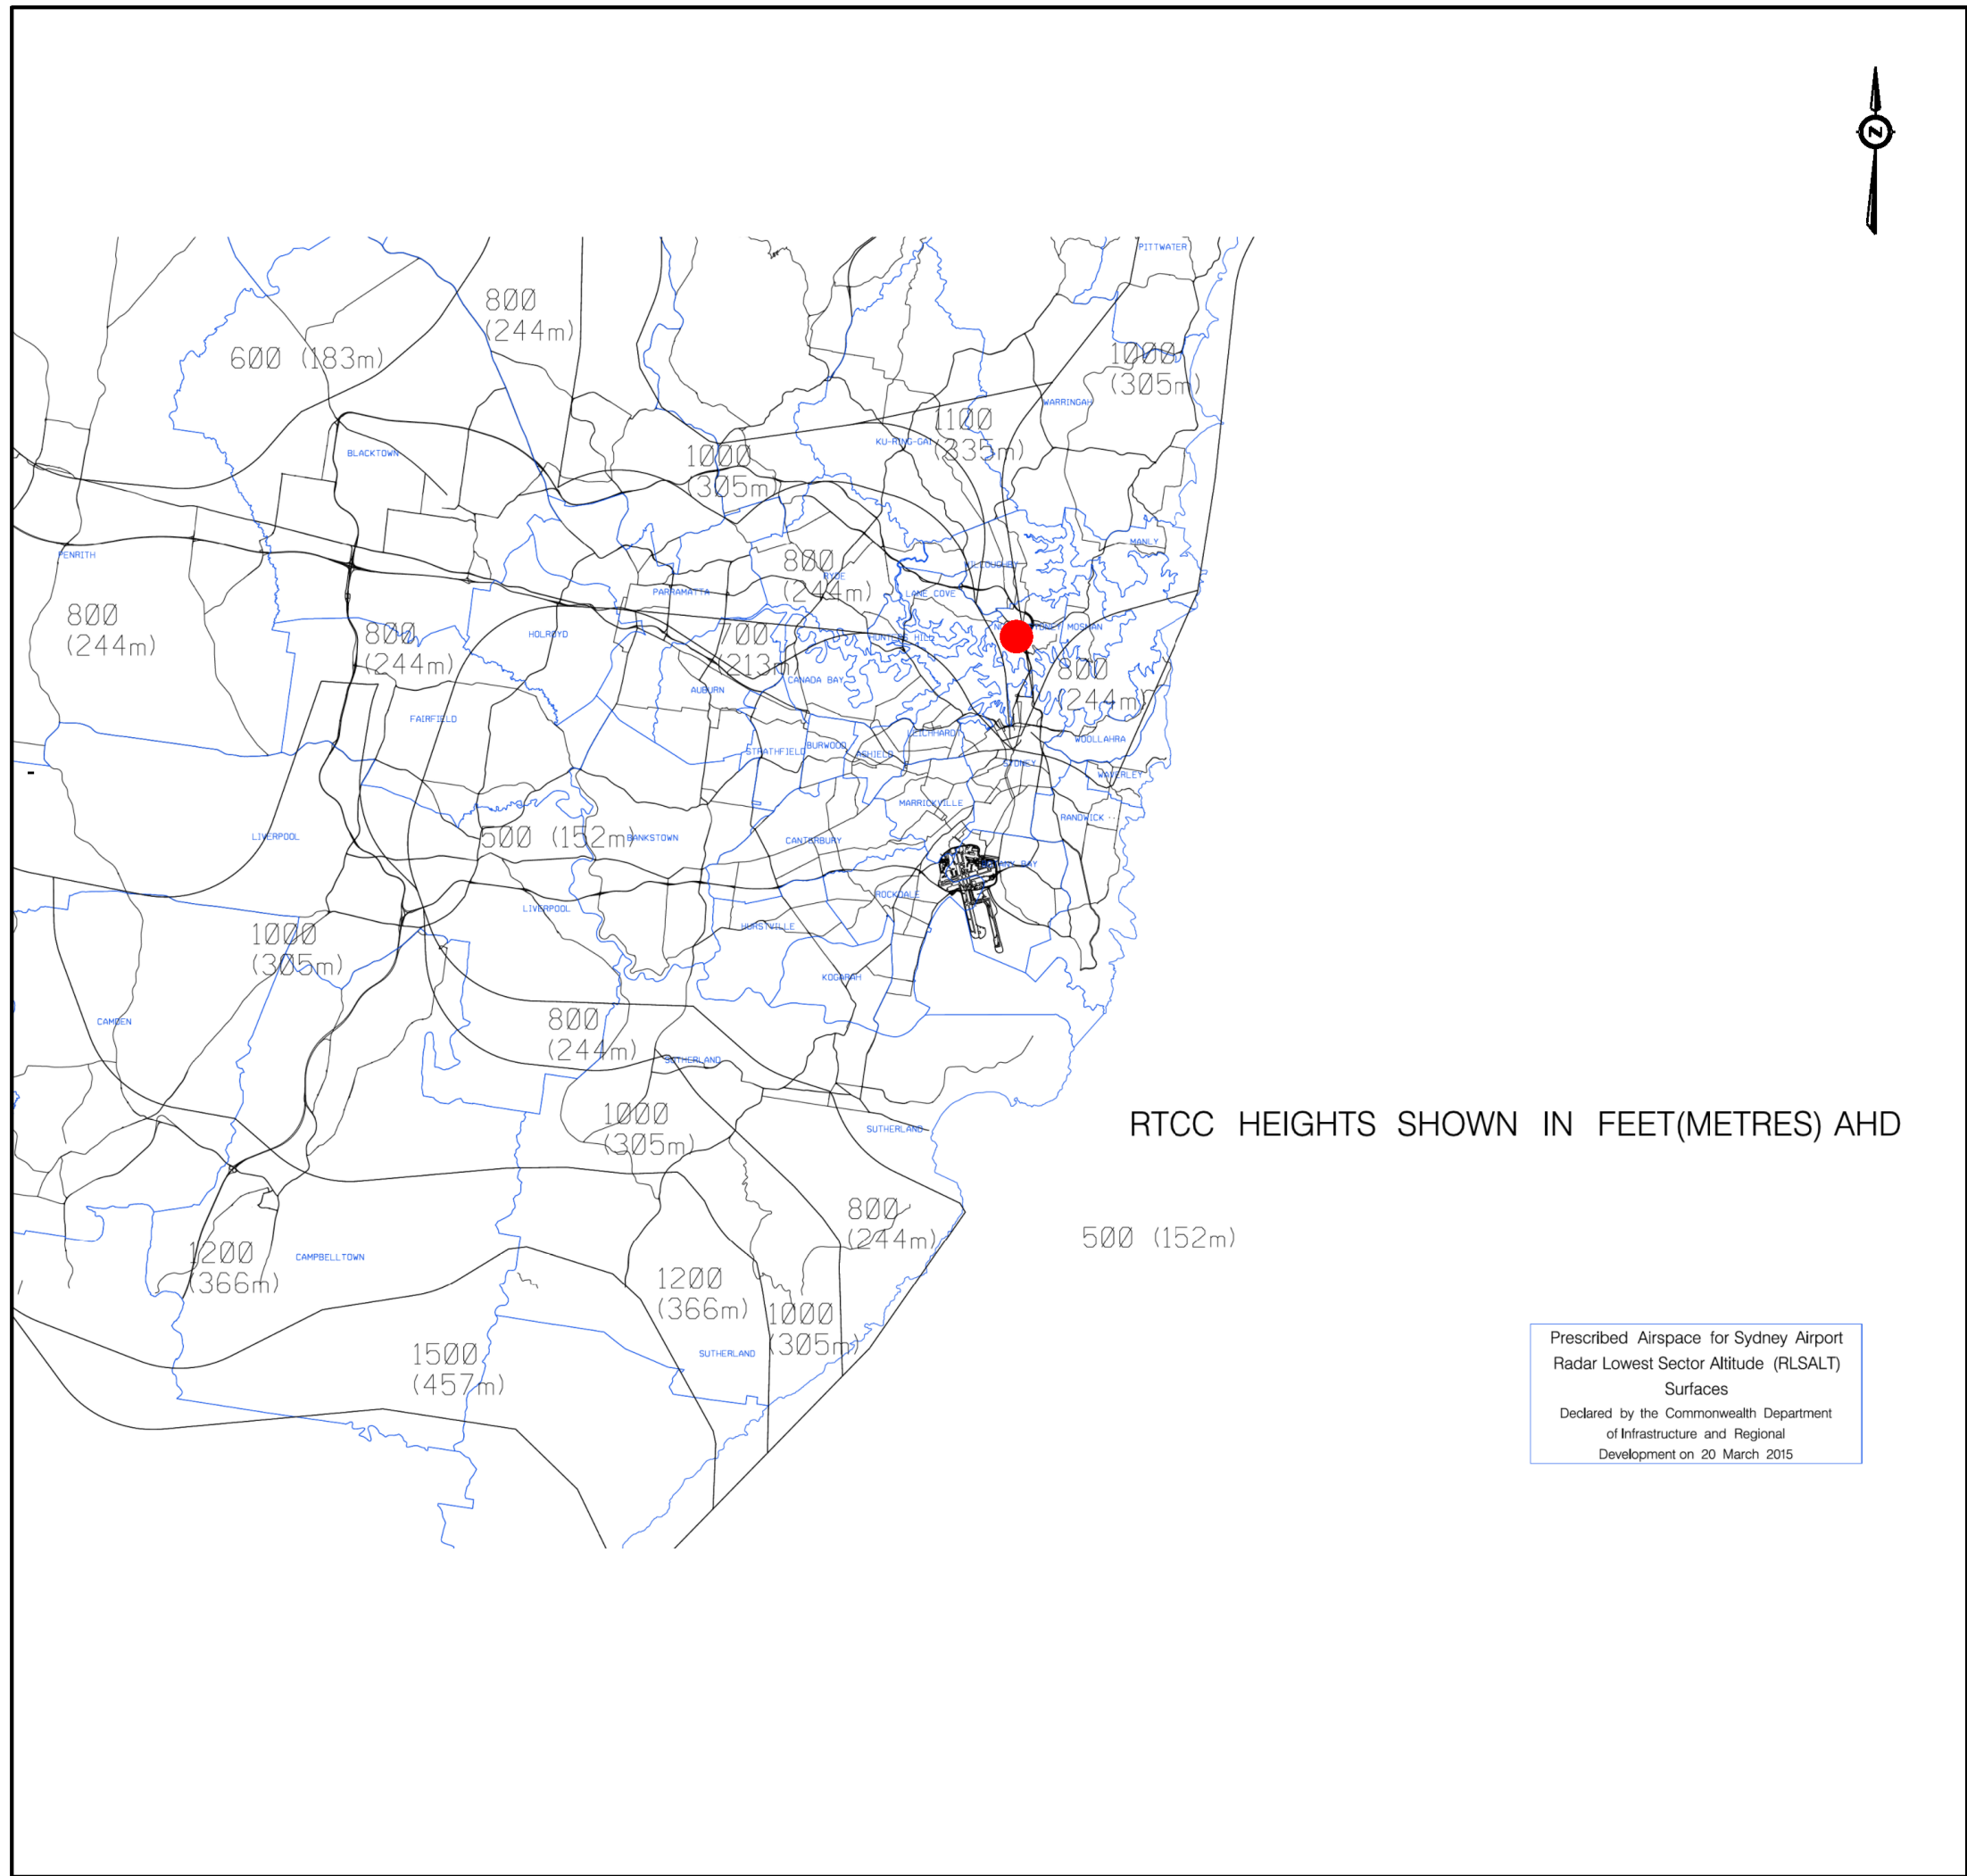 N
PITTWATER
800
(244m)
600 (183m)
1000
(305m)
WARRINGAH
1100
(335m)
KU-RING-GAI
BLACKTOWN
1000
(305m)
MANLY
PENRITH
800
(244m)
RYDE
WILLOUGHBY
LANE COVE
PARRAMATTA
800
(244m)
800
(244m)
HOLROYD
700
(213m)
HUNTERS HILL
MOSMAN
800
(244m)
CANADA BAY
AUBURN
FAIRFIELD
LEICHHARDT
WOOLLAHRA
STRATHFIELD
BURWOOD
SYDNEY
WAVERLEY
MARRICKVILLE
RANDWICK
LIVERPOOL
500 (152m)
BANKSTOWN
CANTERBURY
ROCKDALE
LIVERPOOL
HURSTVILLE
1000
(305m)
KOGARAH
CAMDEN
800
(244m)
SUTHERLAND
1000
(305m)
SUTHERLAND
RTCC HEIGHTS SHOWN IN FEET(METRES) AHD
800
(244m)
500 (152m)
1200
(366m)
CAMPBELLTOWN
1200
(366m)
1000
(305m)
1500
(457m)
SUTHERLAND
Prescribed Airspace for Sydney Airport
Radar Lowest Sector Altitude (RLSALT)
Surfaces
Declared by the Commonwealth Department
of Infrastructure and Regional
Development on 20 March 2015